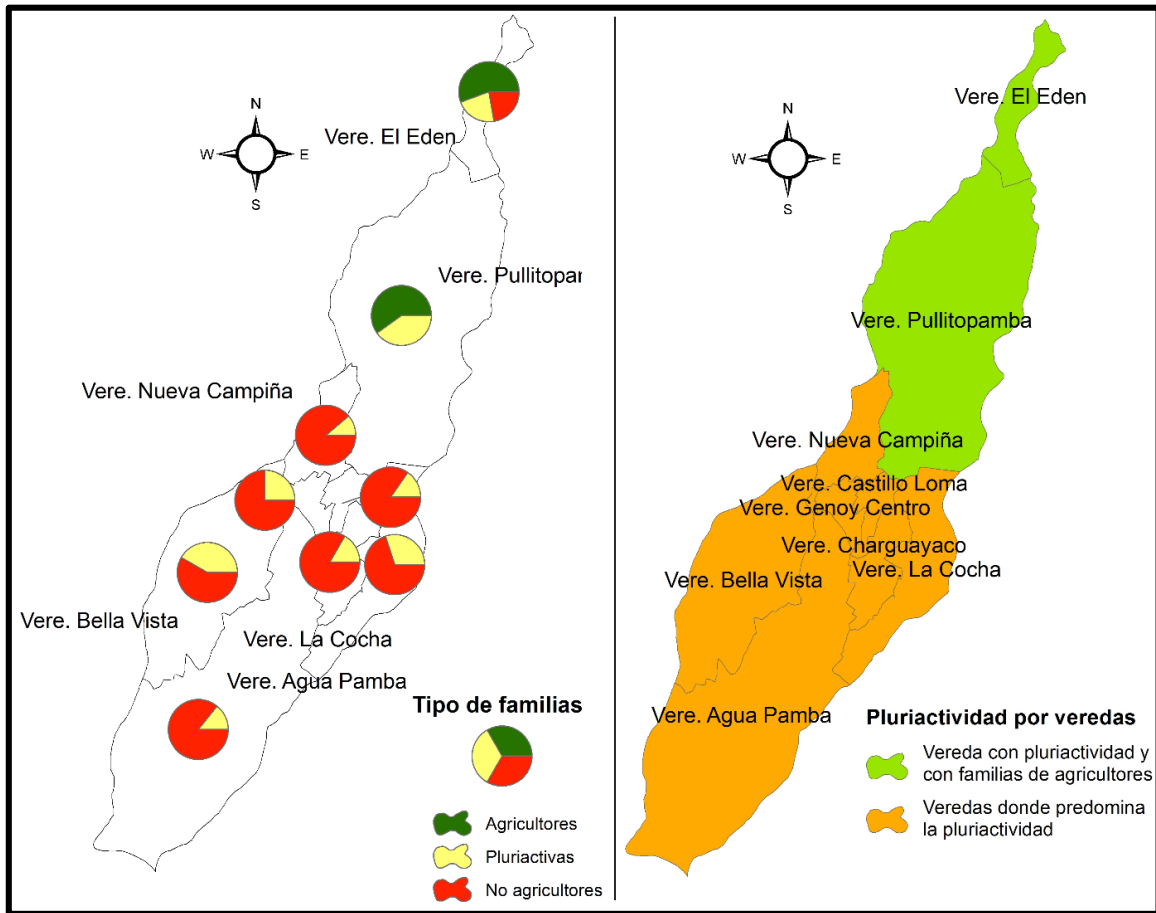 N
W
E
S
Vere. El Eden
Vere. Pullitopar
Vere. Nueva Campiña
Vere. Bella Vista
Vere. La Cocha
Vere. Agua Pamba
Tipo de familias
Agricultores
Pluriactivas
No agricultores
N
W
E
S
Vere. El Eden
Vere. Pullitopamba
Vere. Nueva Campiña
Vere. Castillo Loma
Vere. Genoy Centro
Vere. Charguayaco
Vere. La Cocha
Vere. Bella Vista
Vere. Agua Pamba
Pluriactividad por veredas
Vereda con pluriactividad y
con familias de agricultores
Veredas donde predomina
la pluriactividad